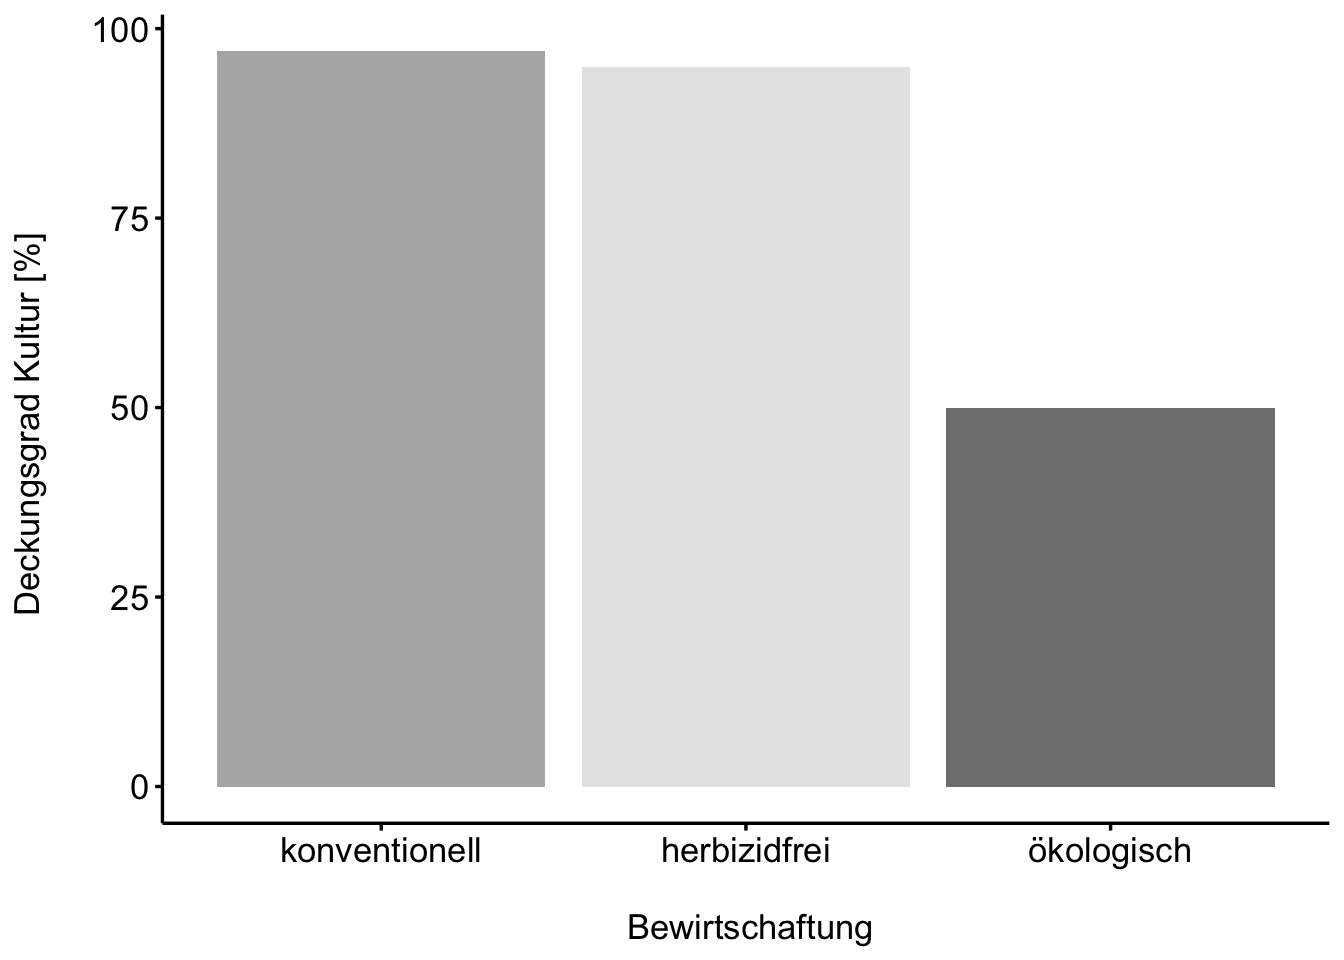 100
75
50
25
0
Deckungsgrad Kultur [%]
konventionell herbizidfrei ökologisch
Bewirtschaftung